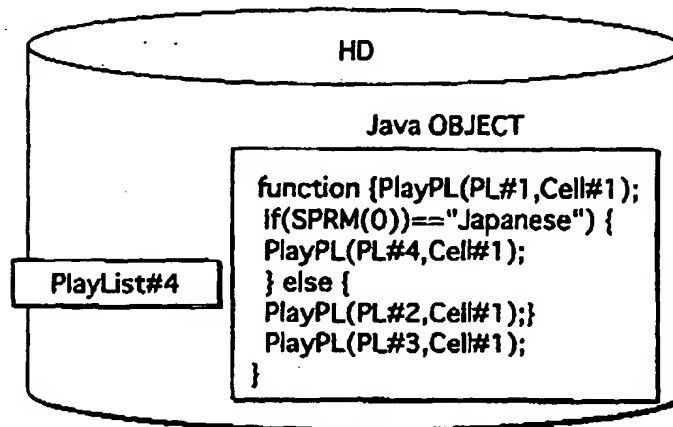 HD
Java OBJECT
function {PlayPL(PL#1,Cell#1);
if(SPRM(0))=="Japanese") {
PlayPL(PL#4,Cell#1);
} else {
PlayPL(PL#2,Cell#1);}
PlayPL(PL#3,Cell#1);
}
PlayList#4